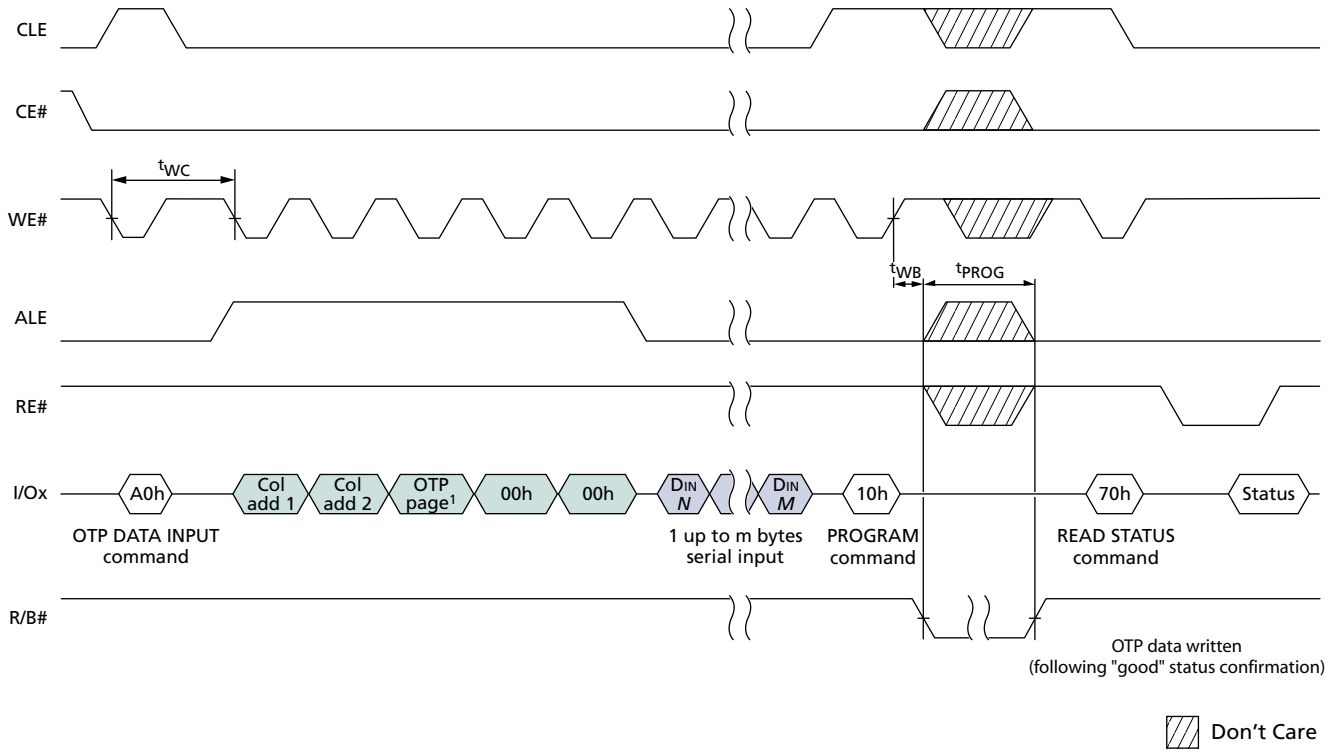 CLE
CE#
tWC
WE#
tWB
tPROG
ALE
RE#
I/Ox
A0h
Col add 1
Col add 2
OTP page¹
00h
00h
DIN N
DIN M
10h
70h
Status
OTP DATA INPUT
command
1 up to m bytes
serial input
PROGRAM
command
READ STATUS
command
R/B#
OTP data written
(following "good" status confirmation)
Don't Care